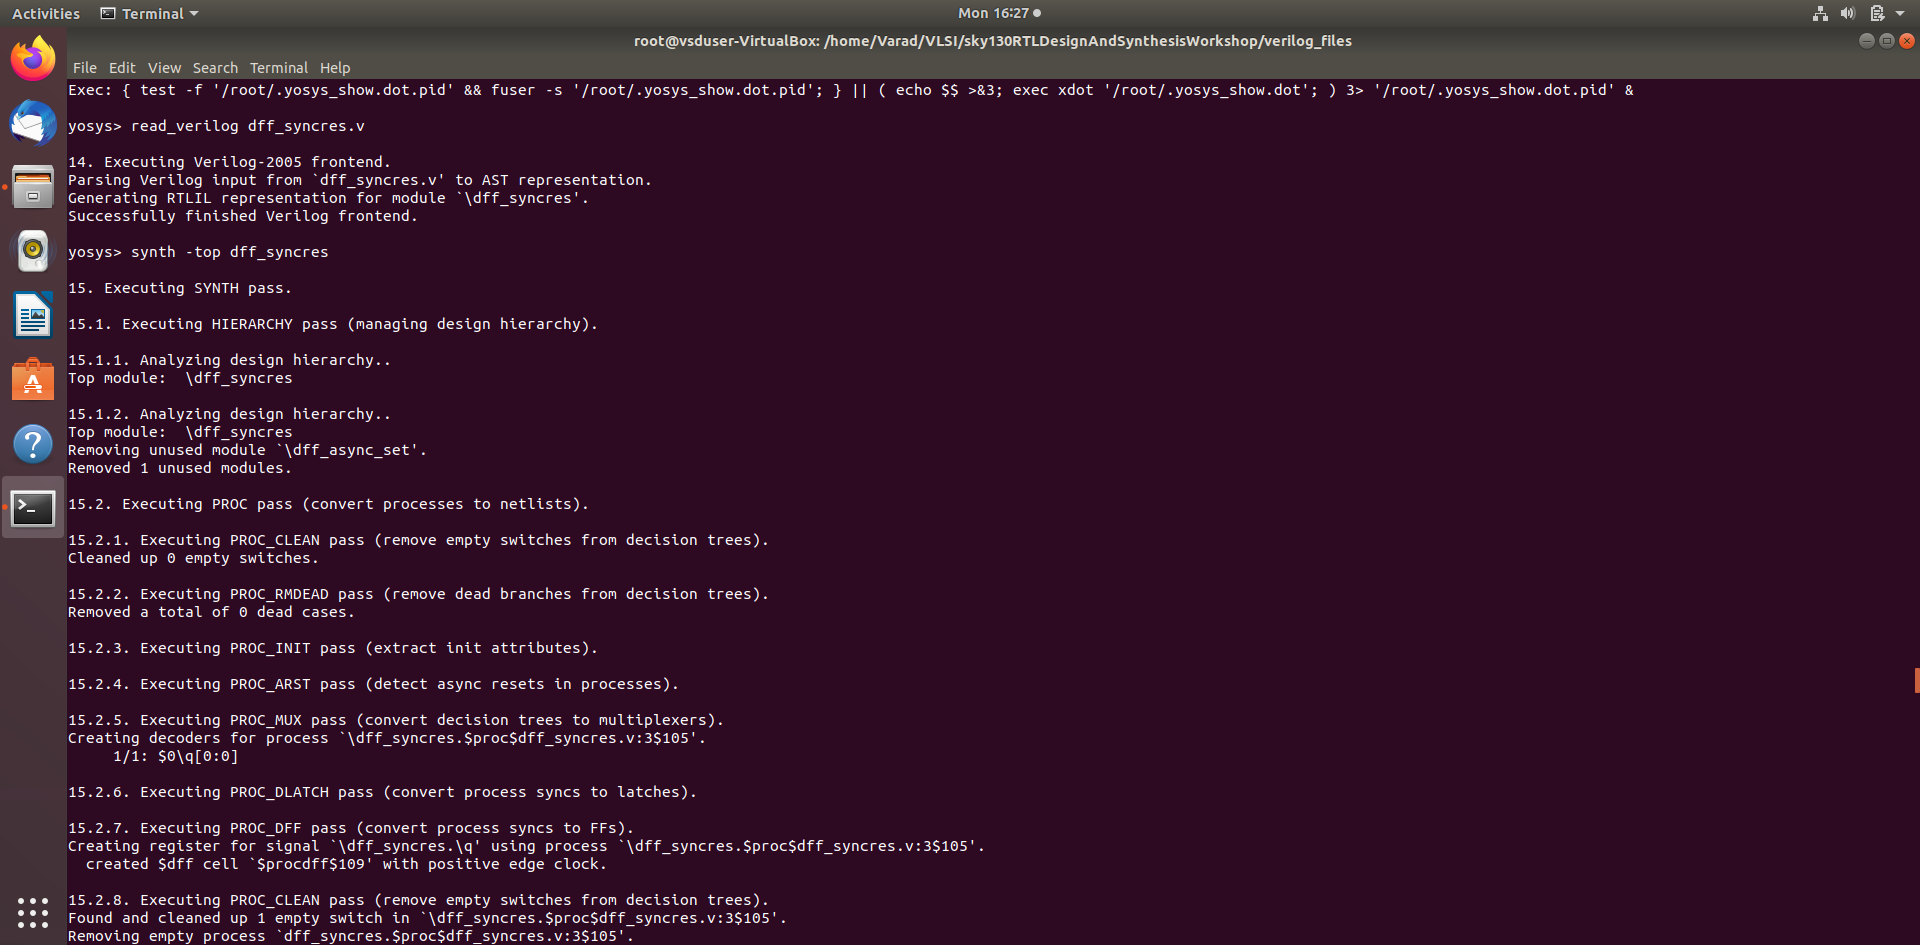 Activities Terminal Mon 16:27
root@vsduser-VirtualBox: /home/Varad/VLSI/sky130RTLDesignAndSynthesisWorkshop/verilog_files
File Edit View Search Terminal Help
Exec: { test -f '/root/.yosys_show.dot.pid' && fuser -s '/root/.yosys_show.dot.pid'; } || ( echo $$ >&3; exec xdot '/root/.yosys_show.dot'; ) 3> '/root/.yosys_show.dot.pid' &
yosys> read_verilog dff_syncres.v
14. Executing Verilog-2005 frontend.
Parsing Verilog input from `dff_syncres.v' to AST representation.
Generating RTLIL representation for module `\dff_syncres'.
Successfully finished Verilog frontend.
yosys> synth -top dff_syncres
15. Executing SYNTH pass.
15.1. Executing HIERARCHY pass (managing design hierarchy).
15.1.1. Analyzing design hierarchy..
Top module:  \dff_syncres
15.1.2. Analyzing design hierarchy..
Top module:  \dff_syncres
Removing unused module `\dff_async_set'.
Removed 1 unused modules.
15.2. Executing PROC pass (convert processes to netlists).
15.2.1. Executing PROC_CLEAN pass (remove empty switches from decision trees).
Cleaned up 0 empty switches.
15.2.2. Executing PROC_RMDEAD pass (remove dead branches from decision trees).
Removed a total of 0 dead cases.
15.2.3. Executing PROC_INIT pass (extract init attributes).
15.2.4. Executing PROC_ARST pass (detect async resets in processes).
15.2.5. Executing PROC_MUX pass (convert decision trees to multiplexers).
Creating decoders for process `\dff_syncres.$proc$dff_syncres.v:3$105'.
     1/1: $0\q[0:0]
15.2.6. Executing PROC_DLATCH pass (convert process syncs to latches).
15.2.7. Executing PROC_DFF pass (convert process syncs to FFs).
Creating register for signal `\dff_syncres.\q' using process `\dff_syncres.$proc$dff_syncres.v:3$105'.
  created $dff cell `$procdff$109' with positive edge clock.
15.2.8. Executing PROC_CLEAN pass (remove empty switches from decision trees).
Found and cleaned up 1 empty switch in `\dff_syncres.$proc$dff_syncres.v:3$105'.
Removing empty process `dff_syncres.$proc$dff_syncres.v:3$105'.